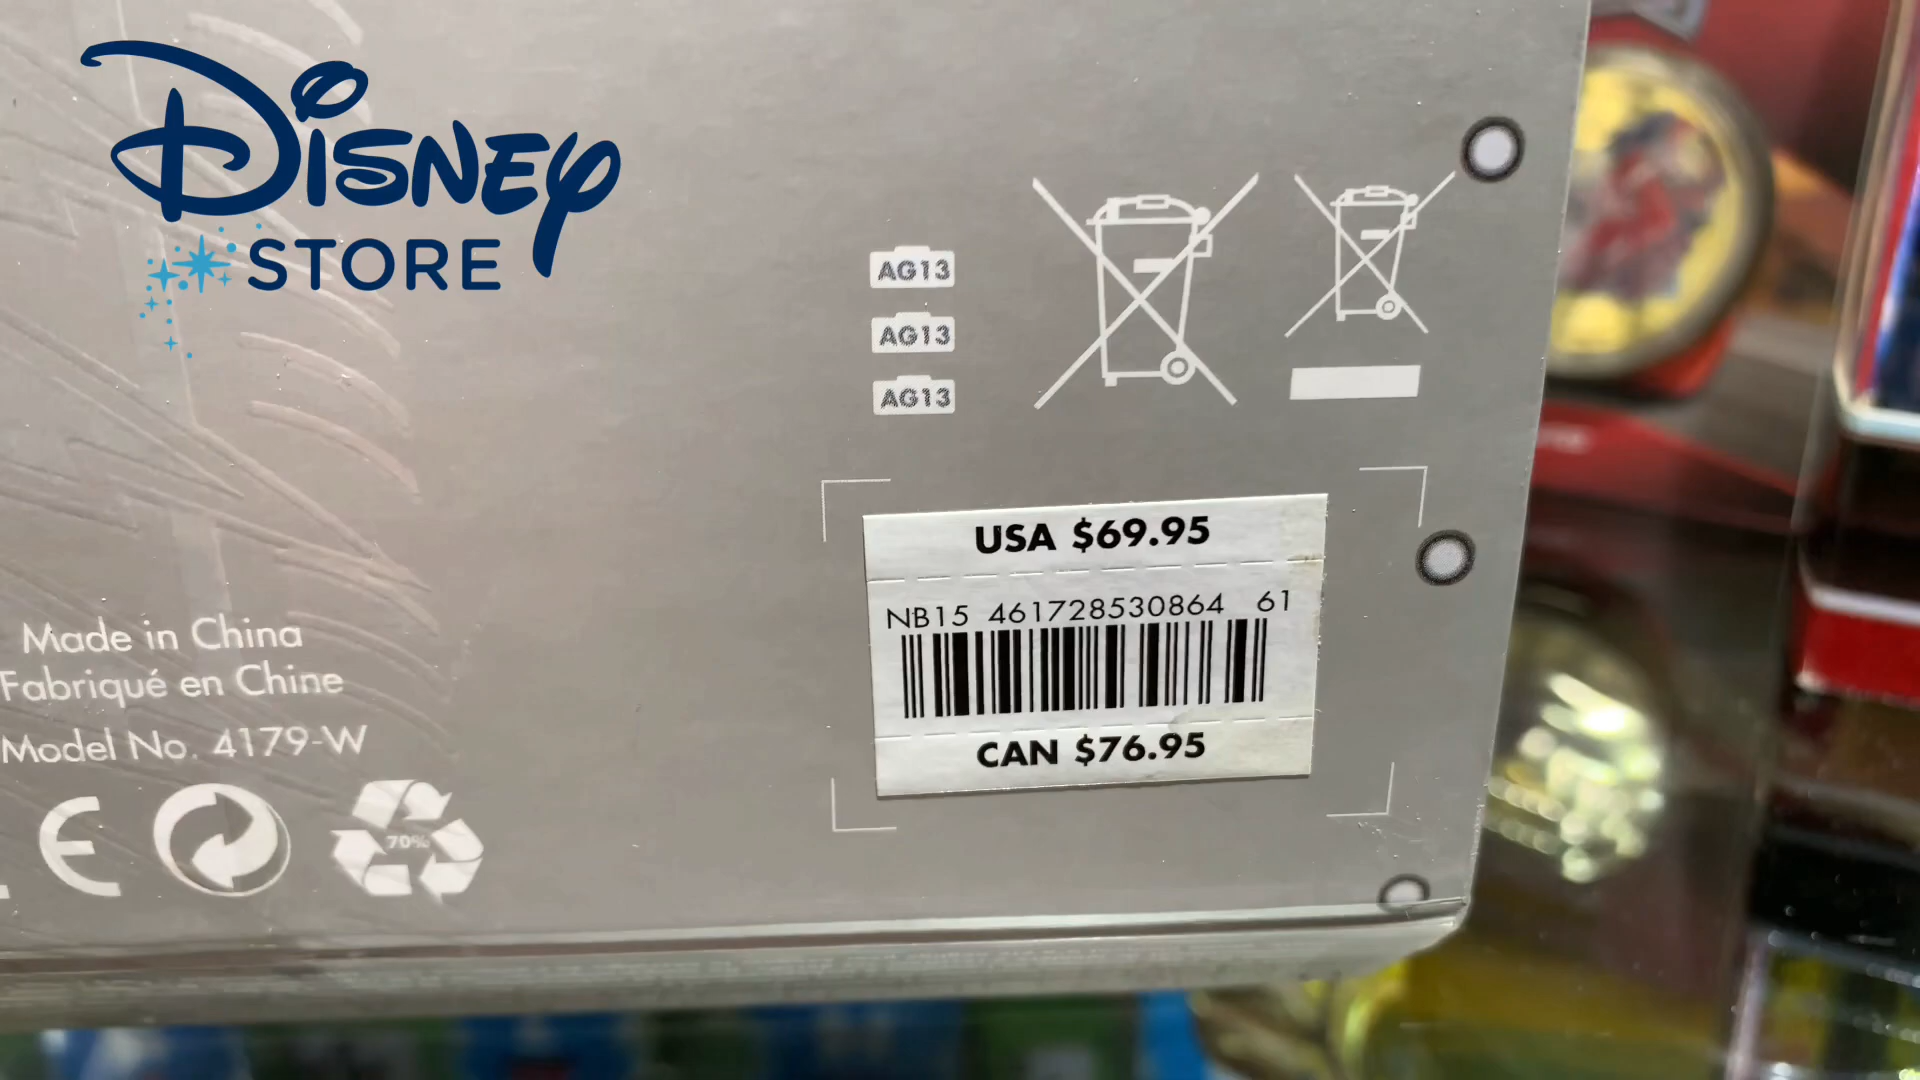 DISNEY
STORE
AG13
AG13
AG13
USA $69.95
NB15 461728530864 61
CAN $76.95
Made in China
Fabriqué en Chine
Model No. 4179-W
CE
70%